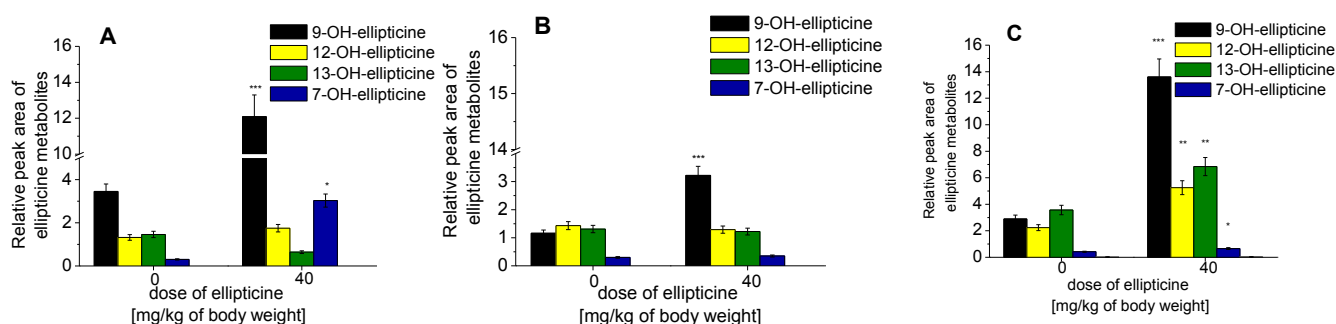 A
9-OH-ellipticine
12-OH-ellipticine
13-OH-ellipticine
7-OH-ellipticine
Relative peak area of
ellipticine metabolites
16
14
12
10
4
2
0
***
*
0
40
dose of ellipticine
[mg/kg of body weight]
B
9-OH-ellipticine
12-OH-ellipticine
13-OH-ellipticine
7-OH-ellipticine
Relative peak area of
ellipticine metabolites
16
15
14
3
2
1
0
***
0
40
dose of ellipticine
[mg/kg of body weight]
C
9-OH-ellipticine
12-OH-ellipticine
13-OH-ellipticine
7-OH-ellipticine
Relative peak area of
ellipticine metabolites
16
14
12
10
8
6
4
2
0
***
**
**
*
0
40
dose of ellipticine
[mg/kg of body weight]